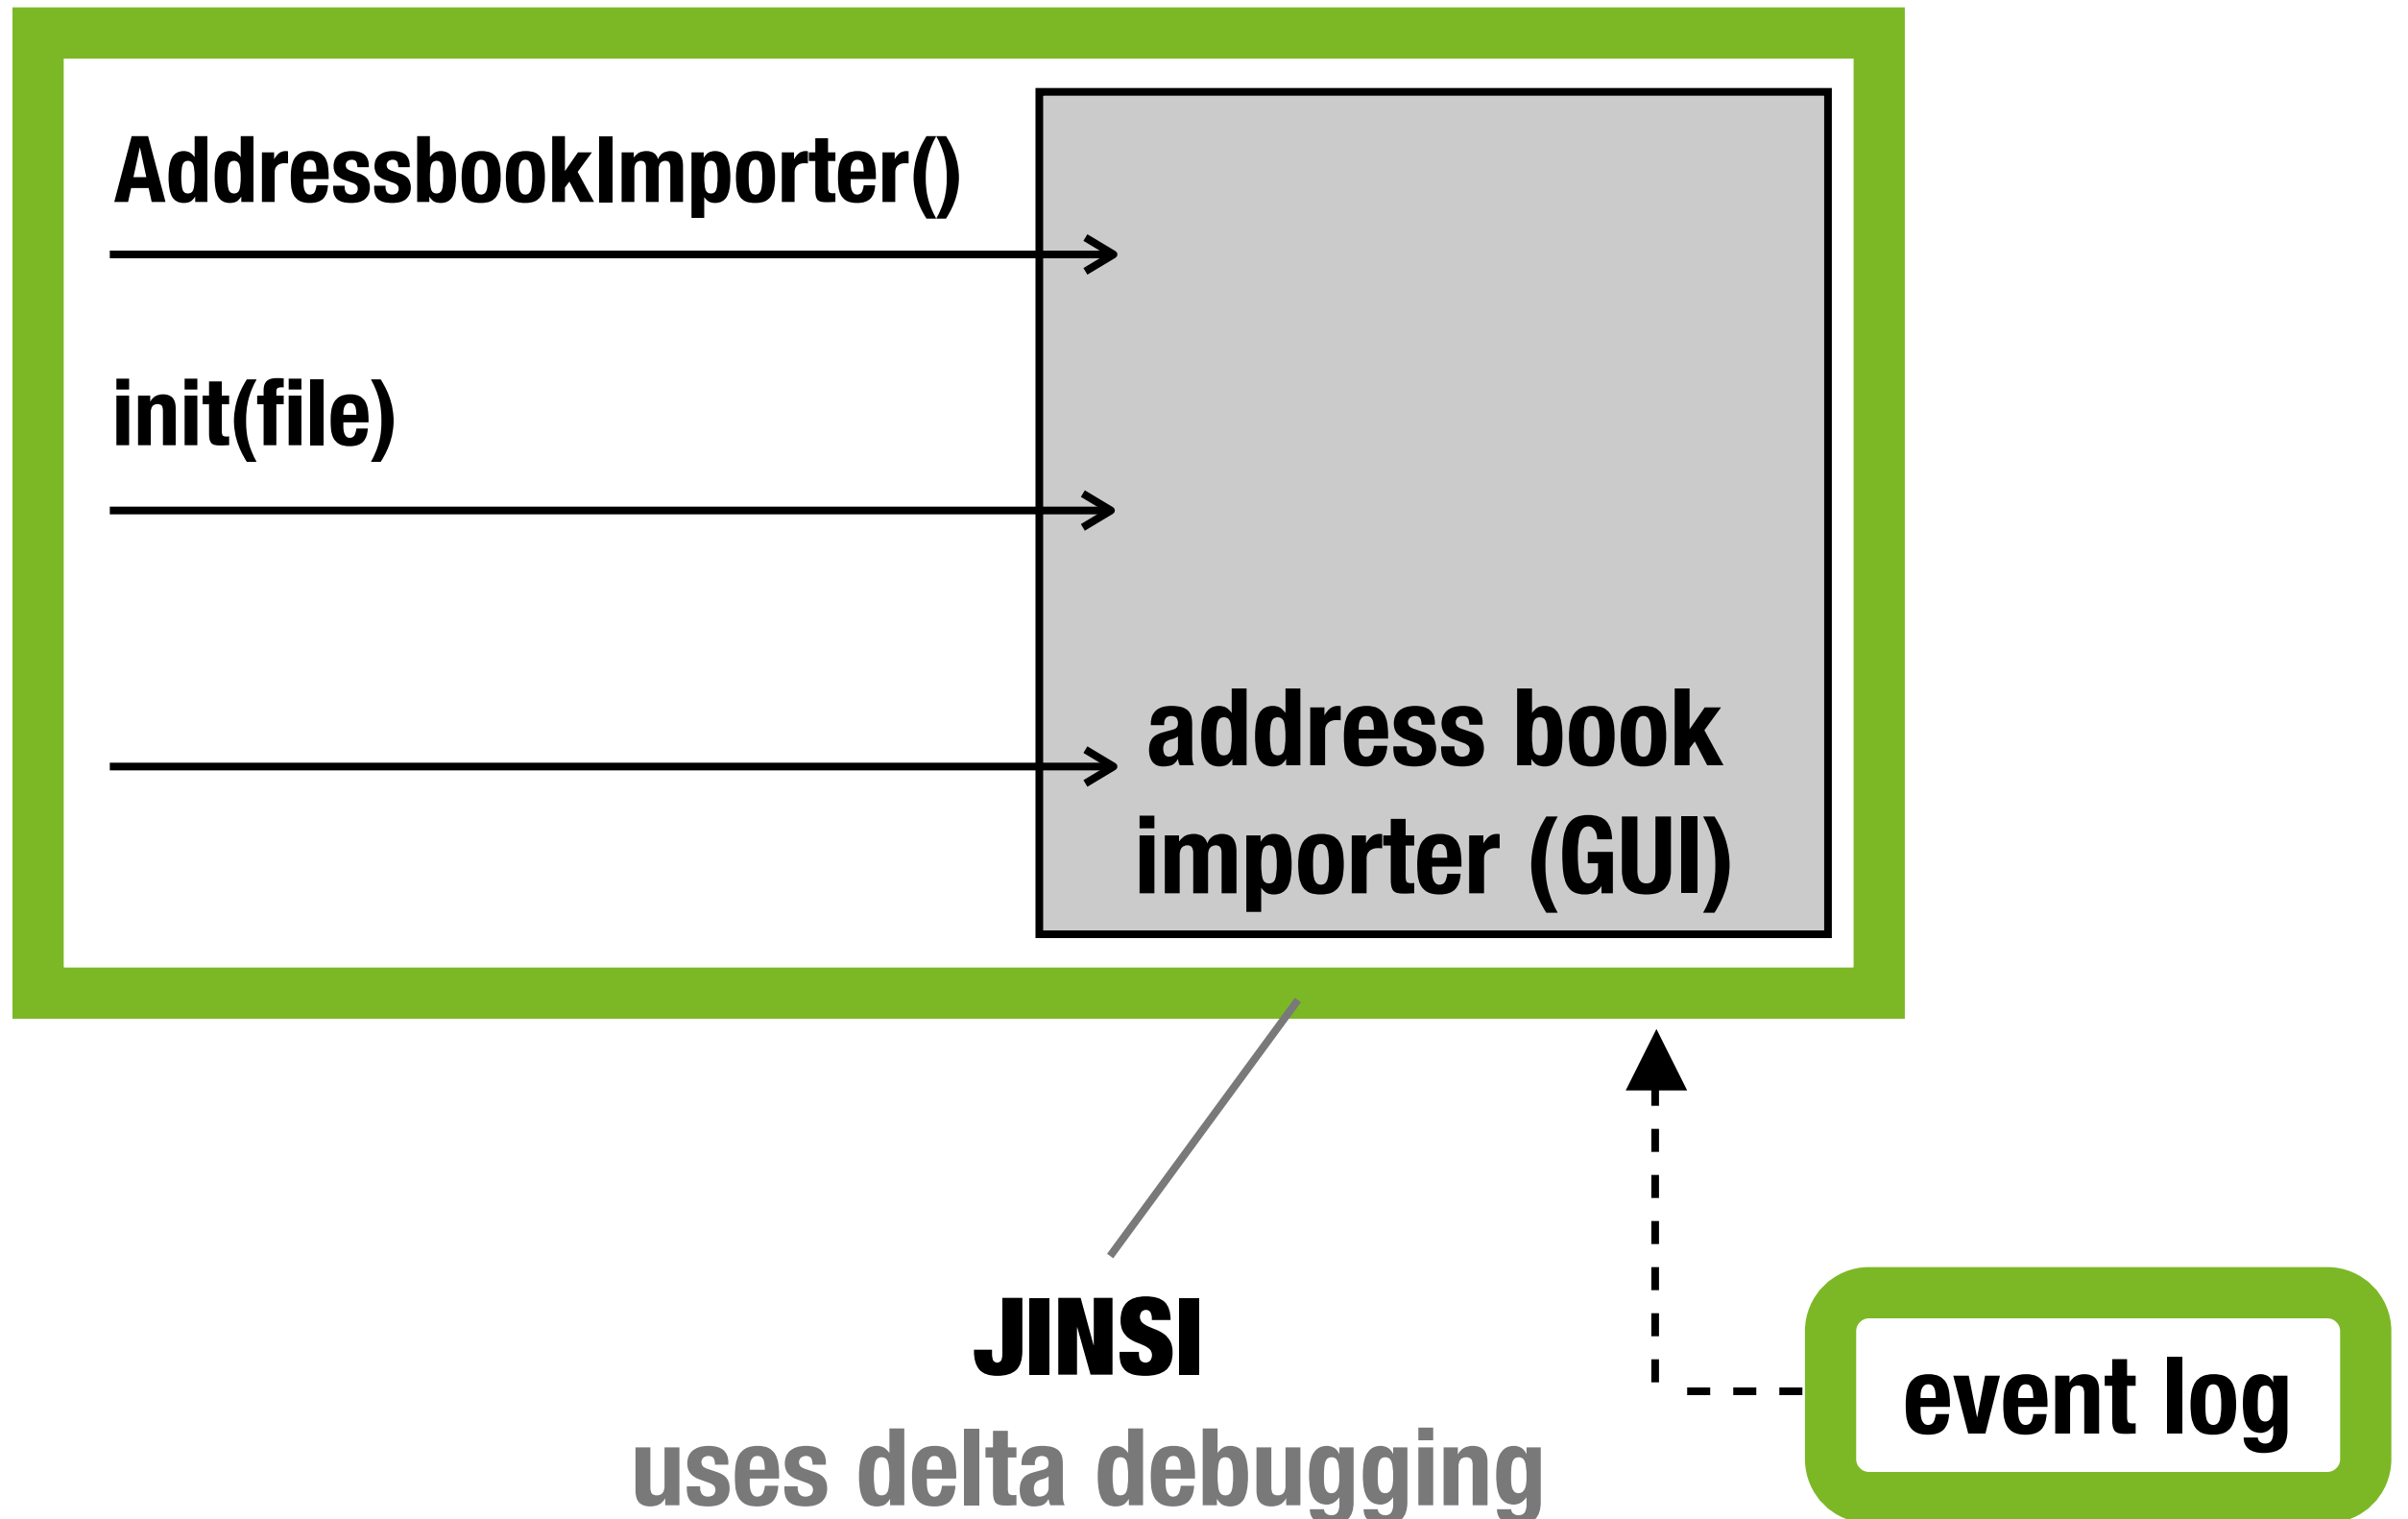 AddressbookImporter()
init(file)
address book
importer (GUI)
JINSI
uses delta debugging
event log